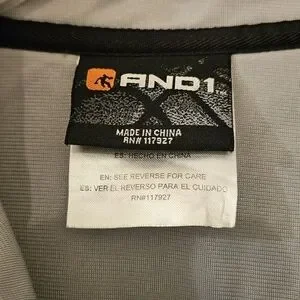 AND1
MADE IN CHINA
RN# 117927
ES: HECHO EN CHINA
EN: SEE REVERSE FOR CARE
ES: VER EL REVERSO PARA EL CUIDADO
RN#117927